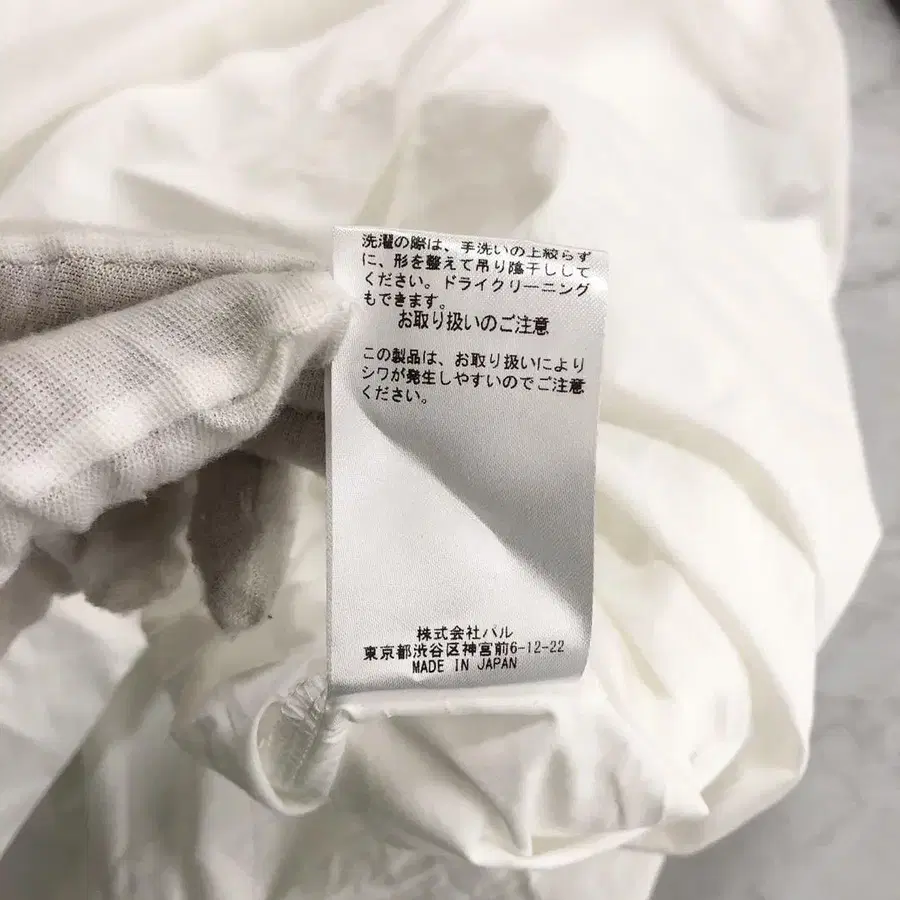 洗濯の際は、手洗いの上絞らず
に、形を整えて吊り陰干しして
ください。ドライクリーニング
もできます。
お取り扱いのご注意
この製品は、お取り扱いにより
シワが発生しやすいのでご注意
ください。
株式会社パル
東京都渋谷区神宮前6-12-22
MADE IN JAPAN